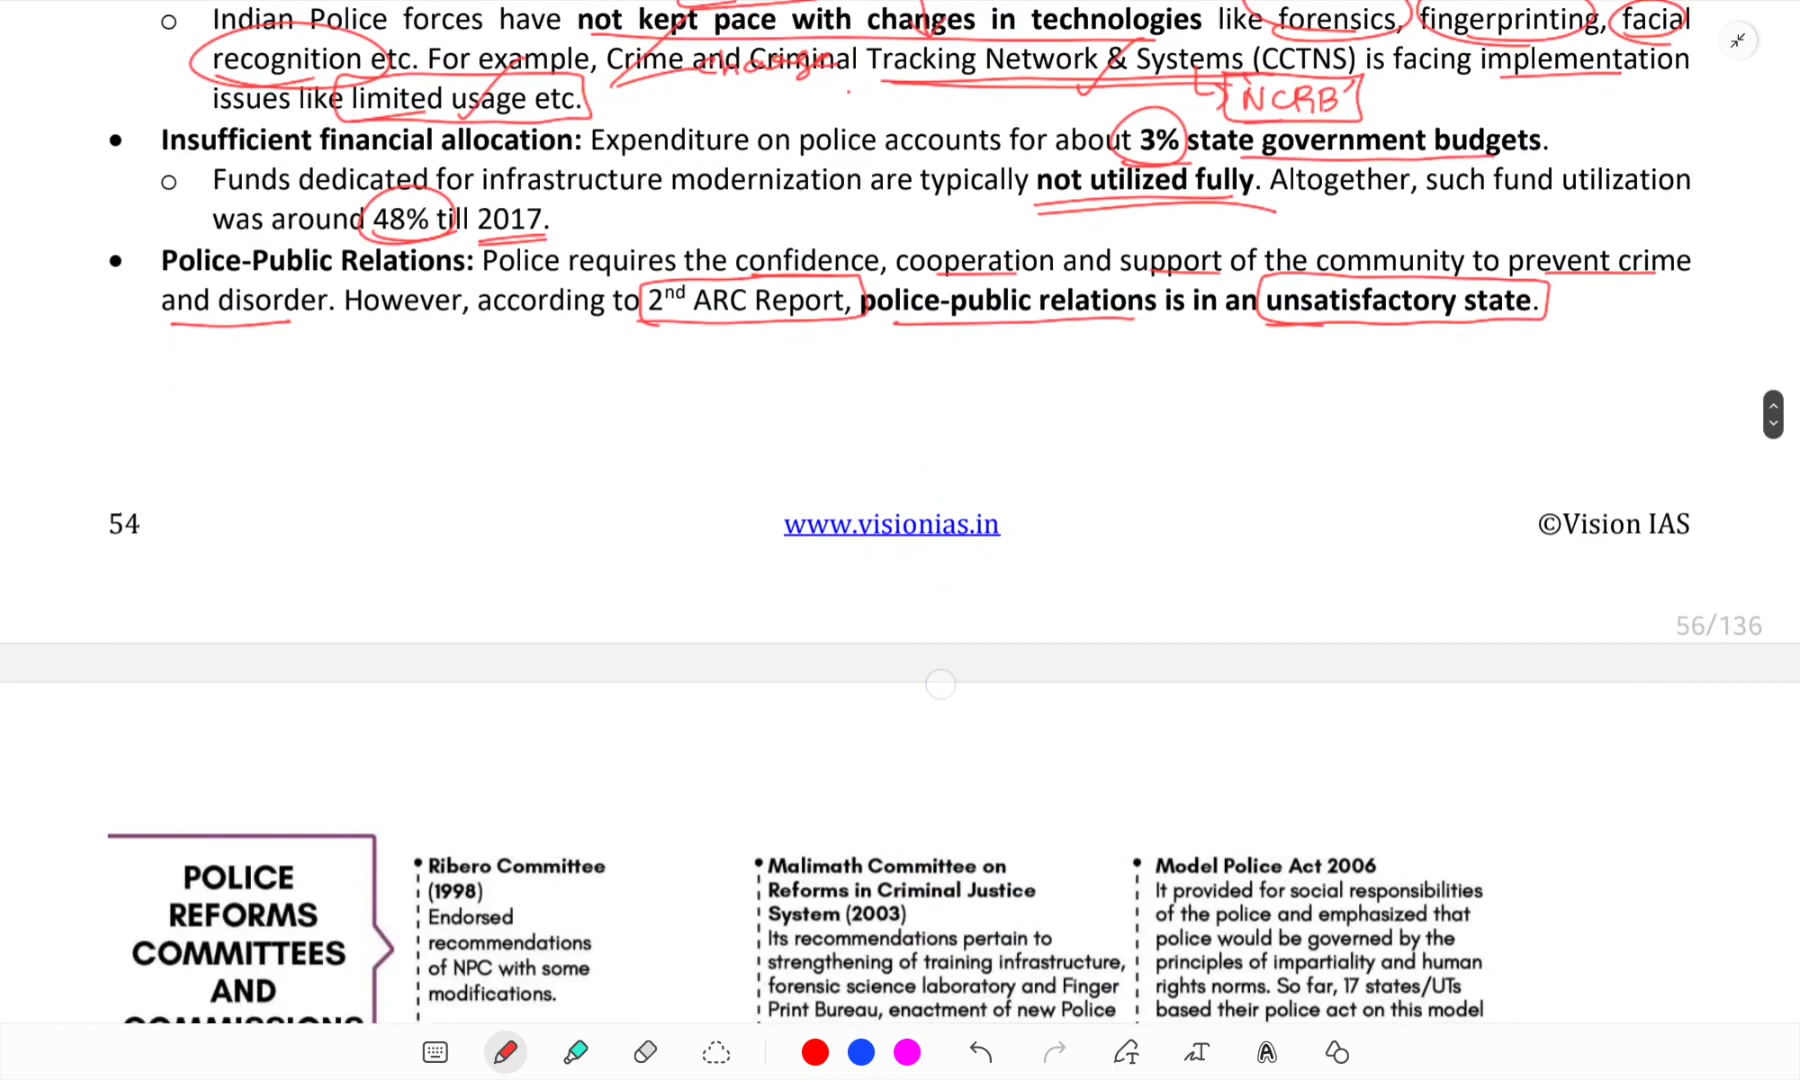 ○ Indian Police forces have not kept pace with changes in technologies like forensics, fingerprinting, facial
recognition etc. For example, Crime and Criminal Tracking Network & Systems (CCTNS) is facing implementation
change
issues like limited usage etc.
NCRB
• Insufficient financial allocation: Expenditure on police accounts for about 3% state government budgets.
○ Funds dedicated for infrastructure modernization are typically not utilized fully. Altogether, such fund utilization
was around 48% till 2017.
• Police-Public Relations: Police requires the confidence, cooperation and support of the community to prevent crime
and disorder. However, according to 2nd ARC Report, police-public relations is in an unsatisfactory state.
54
www.visionias.in
©Vision IAS
56/136
POLICE
REFORMS
COMMITTEES
AND
COMMISSIONS
• Ribero Committee
(1998)
Endorsed
recommendations
of NPC with some
modifications.
• Malimath Committee on
Reforms in Criminal Justice
System (2003)
Its recommendations pertain to
strengthening of training infrastructure,
forensic science laboratory and Finger
Print Bureau, enactment of new Police
• Model Police Act 2006
It provided for social responsibilities
of the police and emphasized that
police would be governed by the
principles of impartiality and human
rights norms. So far, 17 states/UTs
based their police act on this model